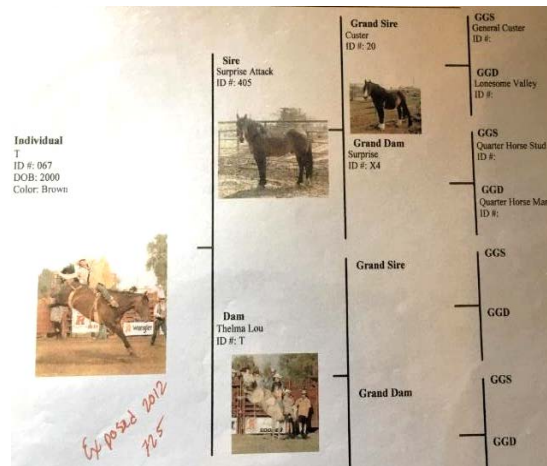 Individual
T
ID #: 067
DOB: 2000
Color: Brown
Sire
Surprise Attack
ID #: 405
Dam
Thelma Lou
ID #: T
Grand Sire
Custer
ID #: 20
Grand Dam
Surprise
ID #: X4
Grand Sire
Grand Dam
GGS
General Custer
ID #:
GGD
Lonesome Valley
ID #:
GGS
Quarter Horse Stud
ID #:
GGD
Quarter Horse Mar
ID #:
GGS
GGD
GGS
GGD
Wrangler
Exposed 2012
725